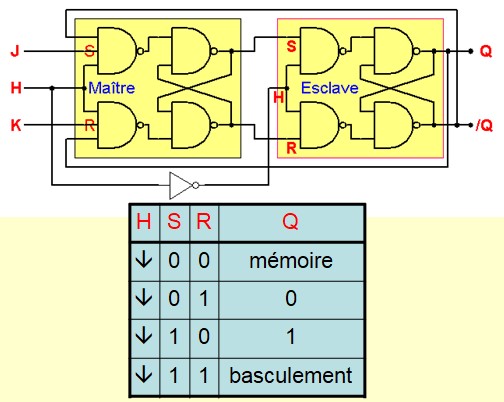 J S S Q
H Maître H Esclave
K R R /Q
H S R Q
↓ 0 0 mémoire
↓ 0 1 0
↓ 1 0 1
↓ 1 1 basculement